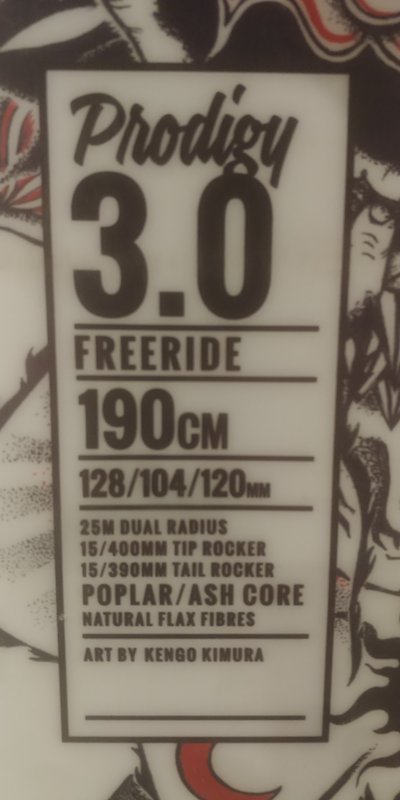 Prodigy
3.0
FREERIDE
190CM
128/104/120MM
25M DUAL RADIUS
15/400MM TIP ROCKER
15/390MM TAIL ROCKER
POPLAR/ASH CORE
NATURAL FLAX FIBRES
ART BY KENGO KIMURA